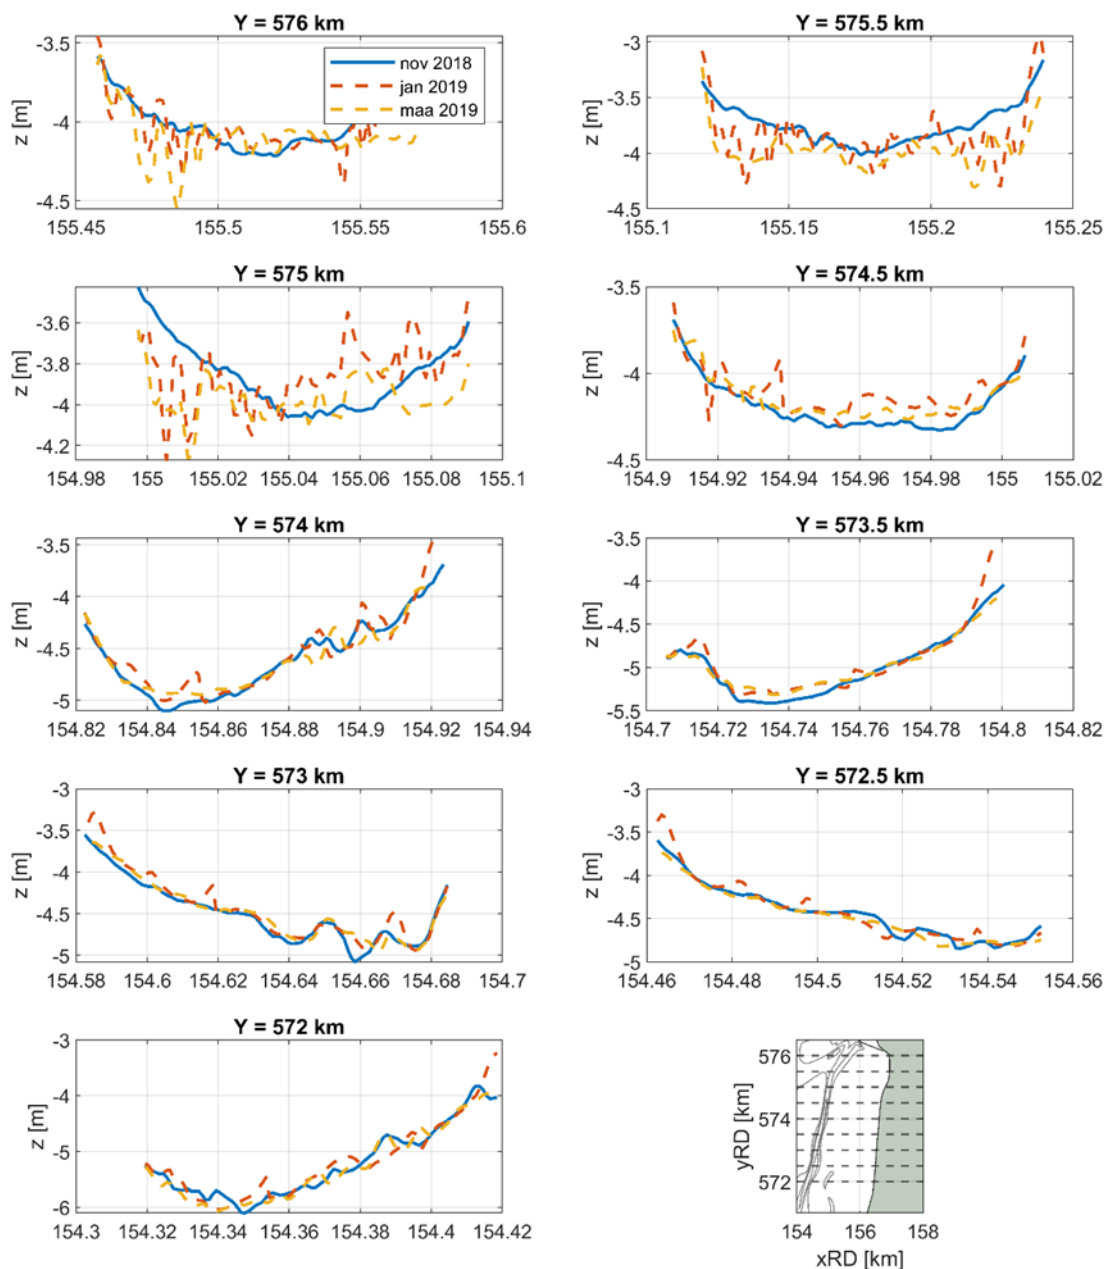 Y = 576 km
-3.5
-4
-4.5
z [m]
155.45 155.5 155.55 155.6
nov 2018
jan 2019
maa 2019
Y = 575.5 km
-3
-3.5
-4
-4.5
z [m]
155.1 155.15 155.2 155.25
Y = 575 km
-3.6
-3.8
-4
-4.2
z [m]
154.98 155 155.02 155.04 155.06 155.08 155.1
Y = 574.5 km
-3.5
-4
-4.5
z [m]
154.9 154.92 154.94 154.96 154.98 155 155.02
Y = 574 km
-3.5
-4
-4.5
-5
z [m]
154.82 154.84 154.86 154.88 154.9 154.92 154.94
Y = 573.5 km
-3.5
-4
-4.5
-5
-5.5
z [m]
154.7 154.72 154.74 154.76 154.78 154.8 154.82
Y = 573 km
-3
-3.5
-4
-4.5
-5
z [m]
154.58 154.6 154.62 154.64 154.66 154.68 154.7
Y = 572.5 km
-3
-3.5
-4
-4.5
-5
z [m]
154.46 154.48 154.5 154.52 154.54 154.56
Y = 572 km
-3
-4
-5
-6
z [m]
154.3 154.32 154.34 154.36 154.38 154.4 154.42
576
574
572
yRD [km]
154 156 158
xRD [km]